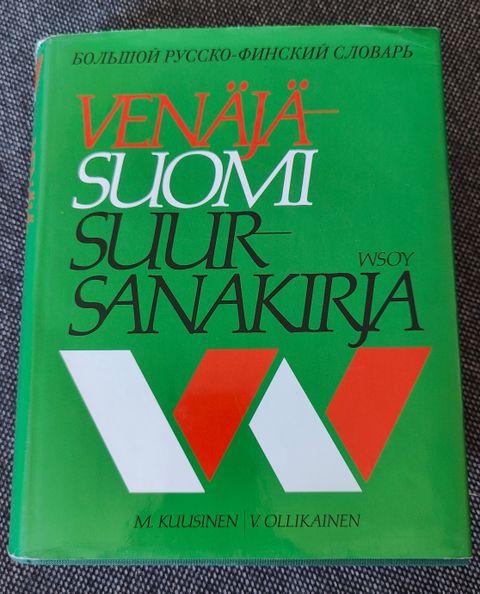 БОЛЬШОЙ РУССКО-ФИНСКИЙ СЛОВАРЬ
VENÄJÄ-
SUOMI
SUUR-
WSOY
SANAKIRJA
M. KUUSINEN | V. OLLIKAINEN